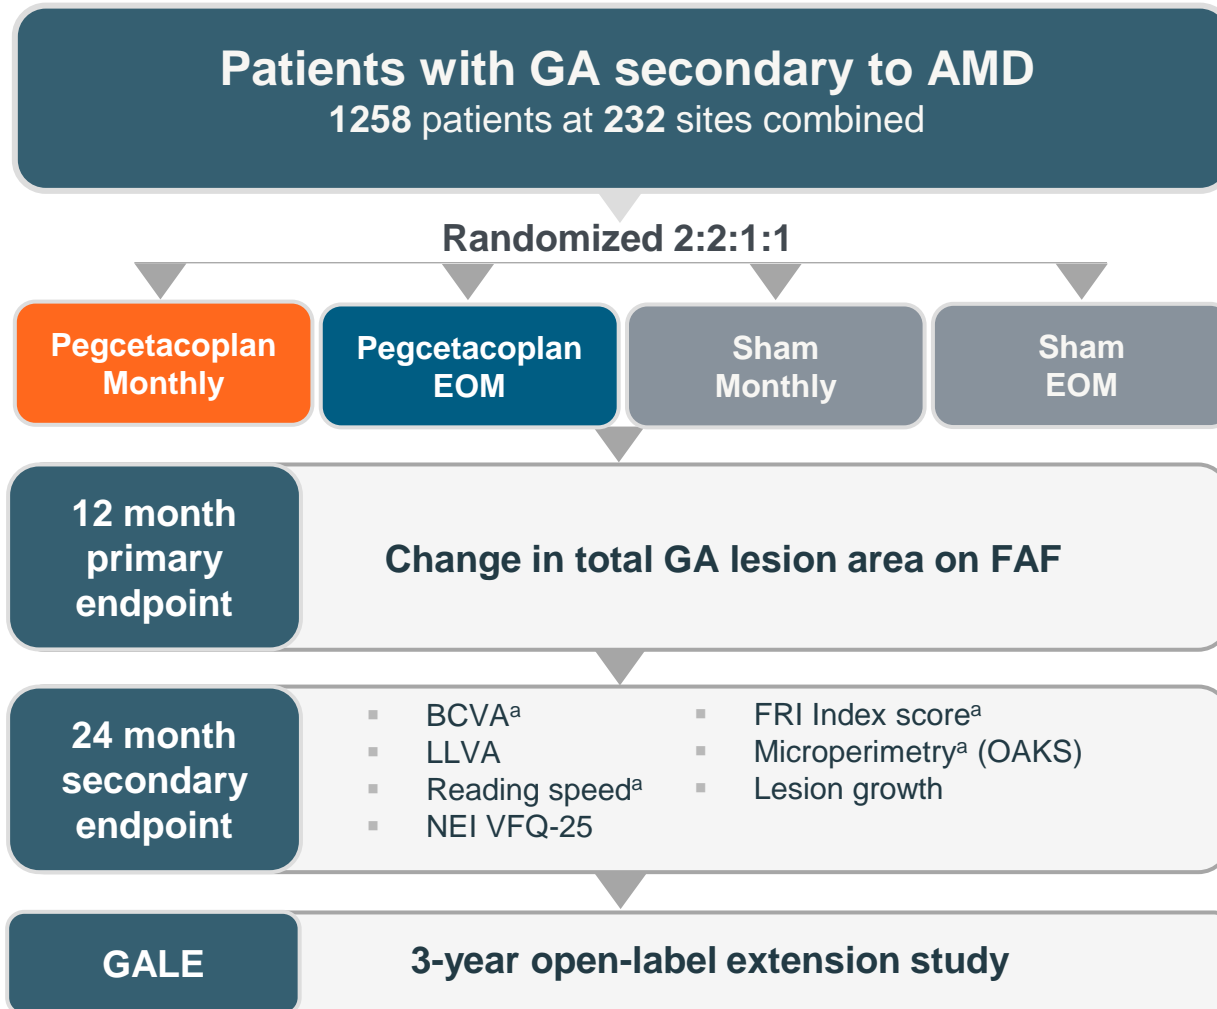 Patients with GA secondary to AMD
1258 patients at 232 sites combined
Randomized 2:2:1:1
Pegcetacoplan
Monthly
Pegcetacoplan
EOM
Sham
Monthly
Sham
EOM
12 month
primary
endpoint
Change in total GA lesion area on FAF
24 month
secondary
endpoint
▪ BCVAᵃ
▪ LLVA
▪ Reading speedᵃ
▪ NEI VFQ-25
▪ FRI Index scoreᵃ
▪ Microperimetryᵃ (OAKS)
▪ Lesion growth
GALE
3-year open-label extension study